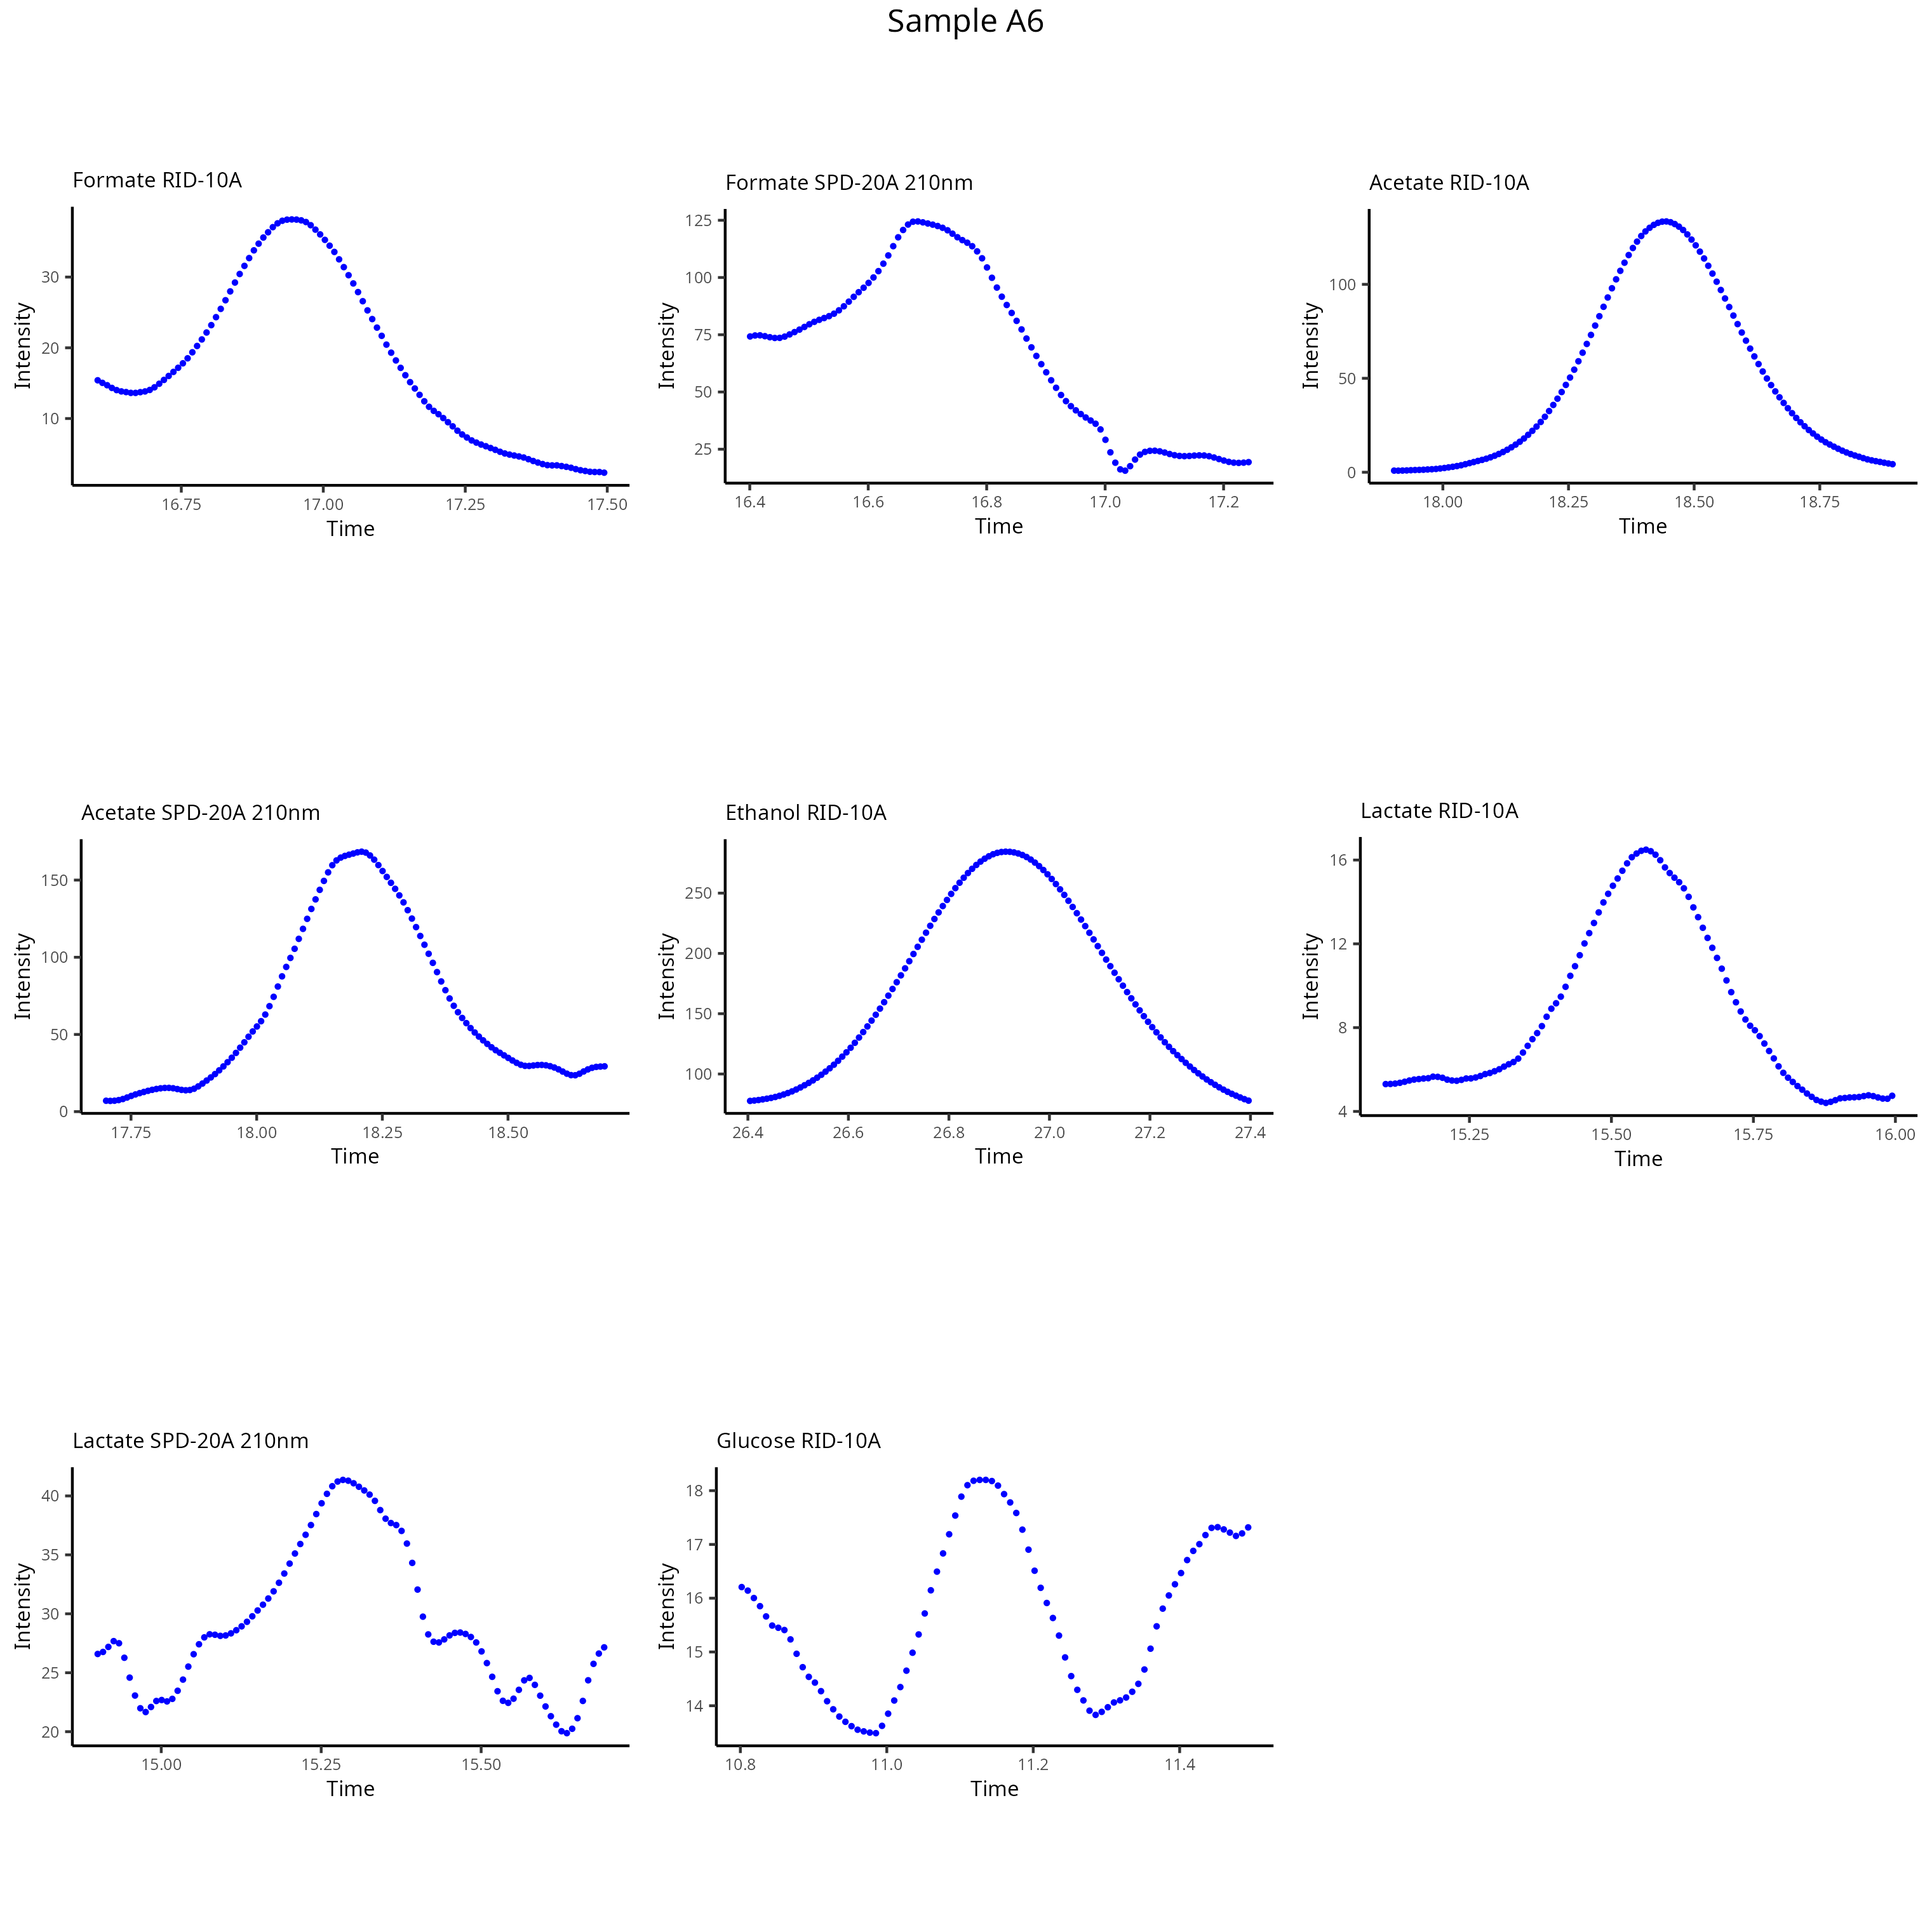 Sample A6
Formate RID-10A
Intensity
30
20
10
16.75 17.00 17.25 17.50
Time
Formate SPD-20A 210nm
Intensity
125
100
75
50
25
16.4 16.6 16.8 17.0 17.2
Time
Acetate RID-10A
Intensity
100
50
0
18.00 18.25 18.50 18.75
Time
Acetate SPD-20A 210nm
Intensity
150
100
50
0
17.75 18.00 18.25 18.50
Time
Ethanol RID-10A
Intensity
250
200
150
100
26.4 26.6 26.8 27.0 27.2 27.4
Time
Lactate RID-10A
Intensity
16
12
8
4
15.25 15.50 15.75 16.00
Time
Lactate SPD-20A 210nm
Intensity
40
35
30
25
20
15.00 15.25 15.50
Time
Glucose RID-10A
Intensity
18
17
16
15
14
10.8 11.0 11.2 11.4
Time